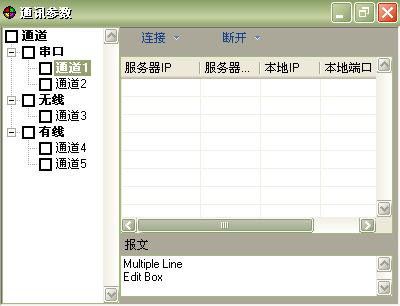 通讯参数
通道
串口
通道1
通道2
无线
通道3
有线
通道4
通道5
连接 断开
服务器IP 服务器... 本地IP 本地端口
报文
Multiple Line
Edit Box